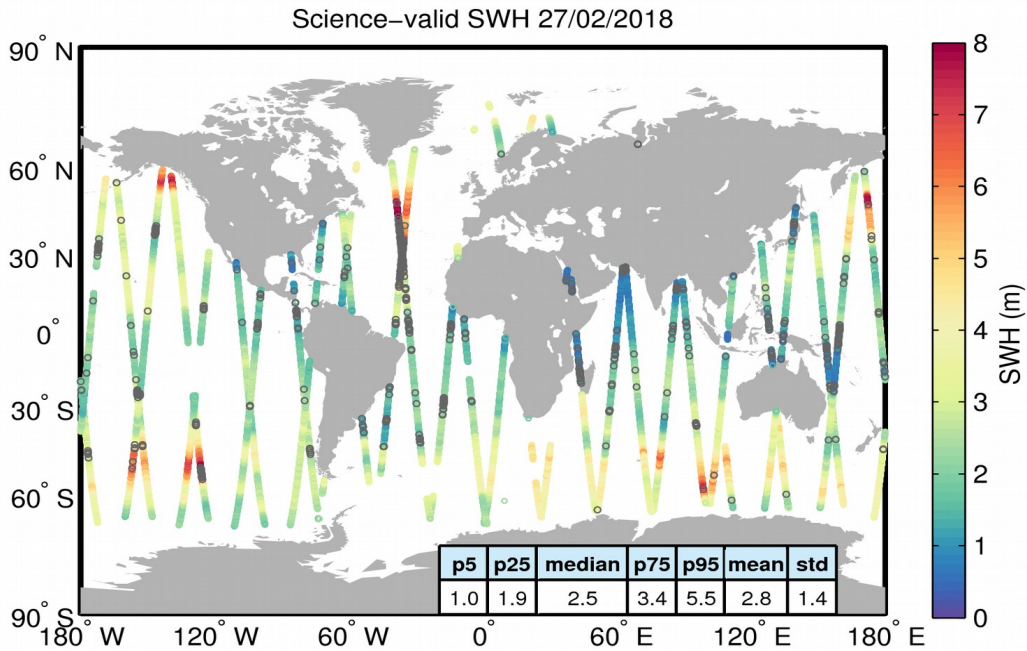 Science−valid SWH 27/02/2018
90° N
60° N
30° N
0°
30° S
60° S
90° S
180° W
120° W
60° W
0°
60° E
120° E
180° E
p5 p25 median p75 p95 mean std
1.0 1.9 2.5 3.4 5.5 2.8 1.4
8
7
6
5
4
3
2
1
0
SWH (m)